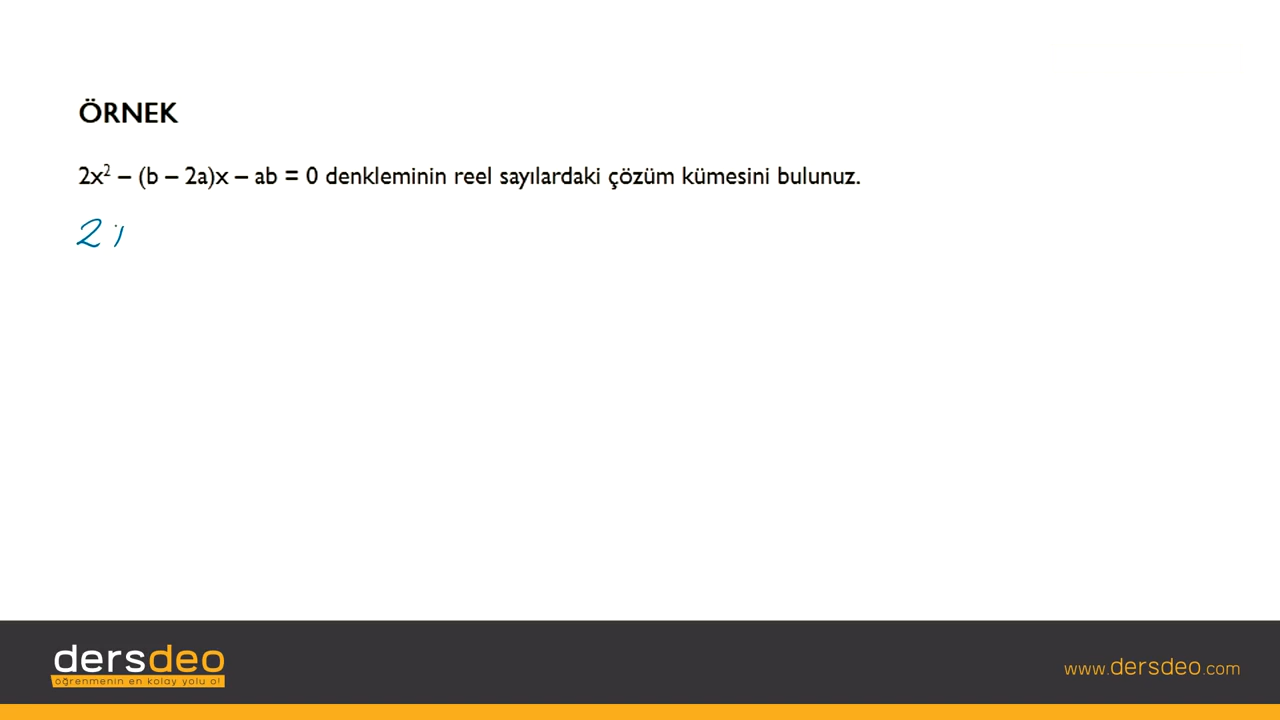 ÖRNEK
2x² – (b – 2a)x – ab = 0 denkleminin reel sayılardaki çözüm kümesini bulunuz.
2
dersdeo
öğrenmenin en kolay yolu o!
www.dersdeo.com